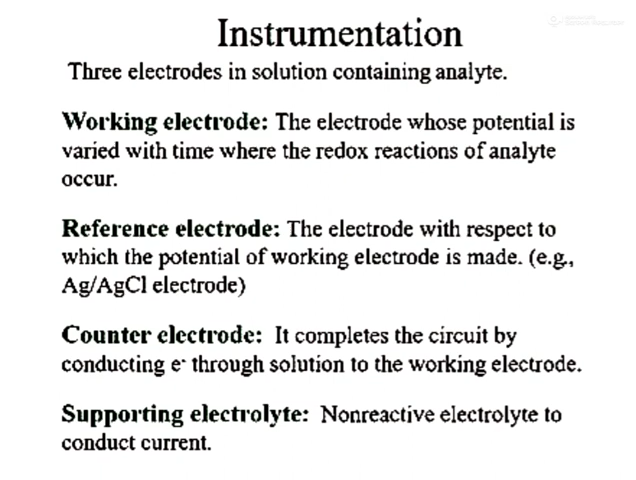 Instrumentation
Three electrodes in solution containing analyte.
Working electrode: The electrode whose potential is
varied with time where the redox reactions of analyte
occur.
Reference electrode: The electrode with respect to
which the potential of working electrode is made. (e.g.,
Ag/AgCl electrode)
Counter electrode: It completes the circuit by
conducting e- through solution to the working electrode.
Supporting electrolyte: Nonreactive electrolyte to
conduct current.